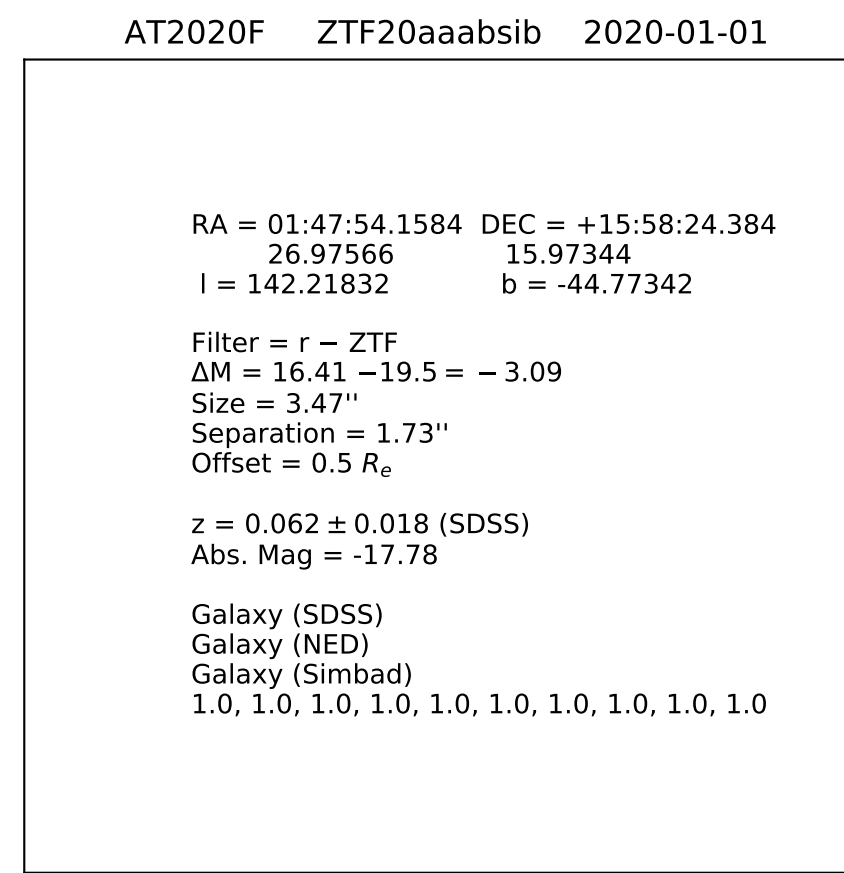 AT2020F ZTF20aaabsib 2020-01-01
RA = 01:47:54.1584 DEC = +15:58:24.384
26.97566 15.97344
l = 142.21832 b = -44.77342
Filter = r − ZTF
ΔM = 16.41 −19.5 = − 3.09
Size = 3.47''
Separation = 1.73''
Offset = 0.5 Rₑ
z = 0.062 ± 0.018 (SDSS)
Abs. Mag = -17.78
Galaxy (SDSS)
Galaxy (NED)
Galaxy (Simbad)
1.0, 1.0, 1.0, 1.0, 1.0, 1.0, 1.0, 1.0, 1.0, 1.0